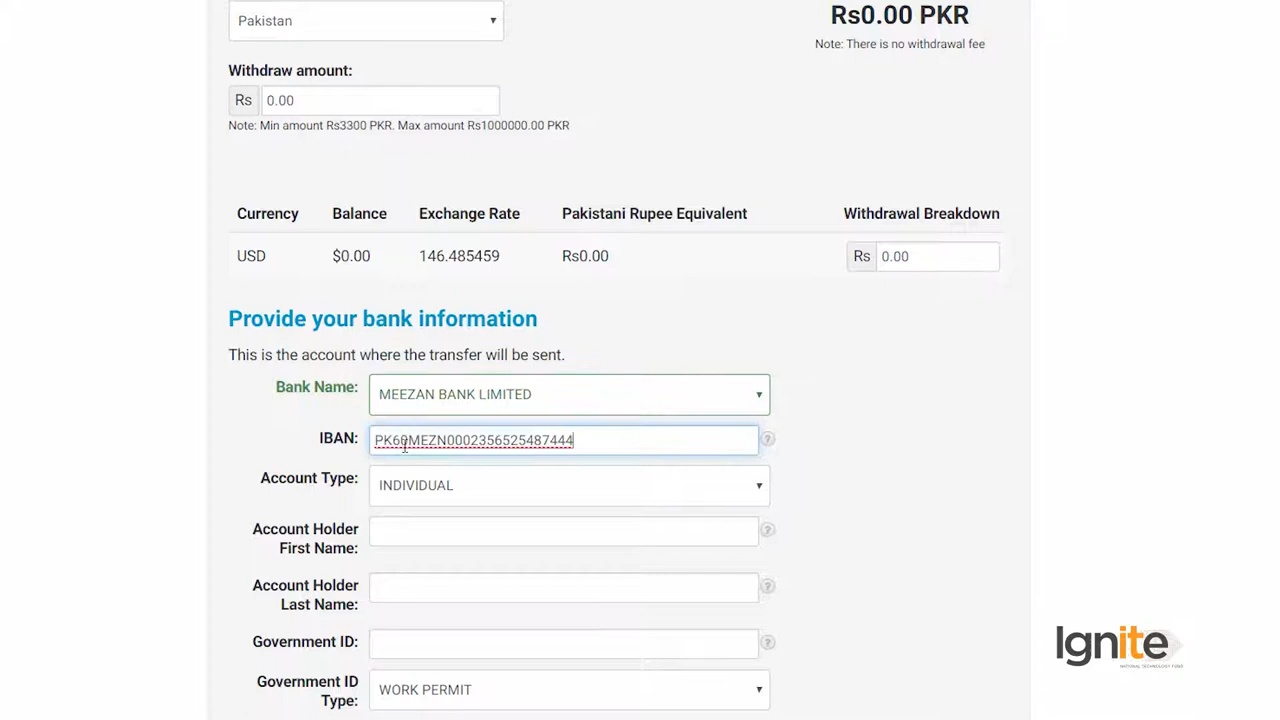 Pakistan
Rs0.00 PKR
Note: There is no withdrawal fee
Withdraw amount:
Rs 0.00
Note: Min amount Rs3300 PKR. Max amount Rs1000000.00 PKR
Currency Balance Exchange Rate Pakistani Rupee Equivalent Withdrawal Breakdown
USD $0.00 146.485459 Rs0.00 Rs 0.00
Provide your bank information
This is the account where the transfer will be sent.
Bank Name: MEEZAN BANK LIMITED
IBAN: PK60MEZN0002356525487444
Account Type: INDIVIDUAL
Account Holder
First Name:
Account Holder
Last Name:
Government ID:
Government ID
Type: WORK PERMIT
Ignite
NATIONAL TECHNOLOGY FUND